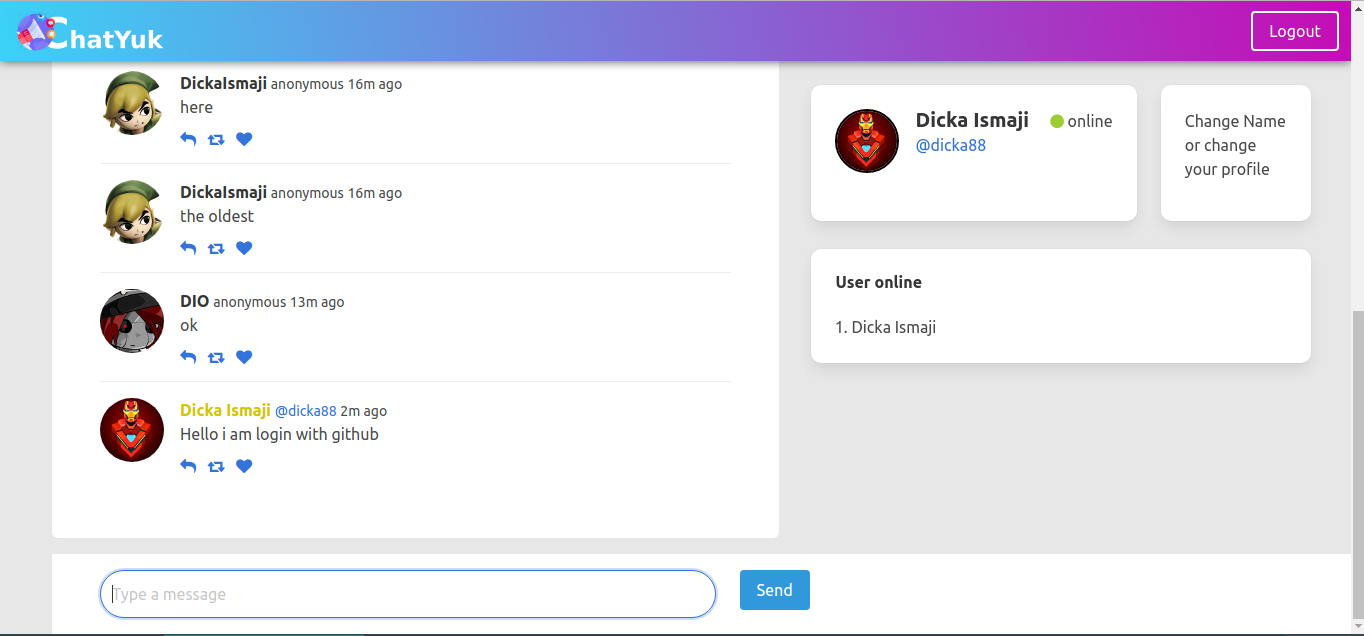 ChatYuk
Logout
DickaIsmaji anonymous 16m ago
here
DickaIsmaji anonymous 16m ago
the oldest
DIO anonymous 13m ago
ok
Dicka Ismaji @dicka88 2m ago
Hello i am login with github
Type a message
Send
Dicka Ismaji online
@dicka88
Change Name
or change
your profile
User online
1. Dicka Ismaji